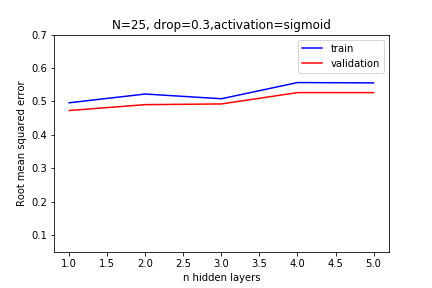 N=25, drop=0.3,activation=sigmoid
train
validation
Root mean squared error
0.7
0.6
0.5
0.4
0.3
0.2
0.1
1.0 1.5 2.0 2.5 3.0 3.5 4.0 4.5 5.0
n hidden layers